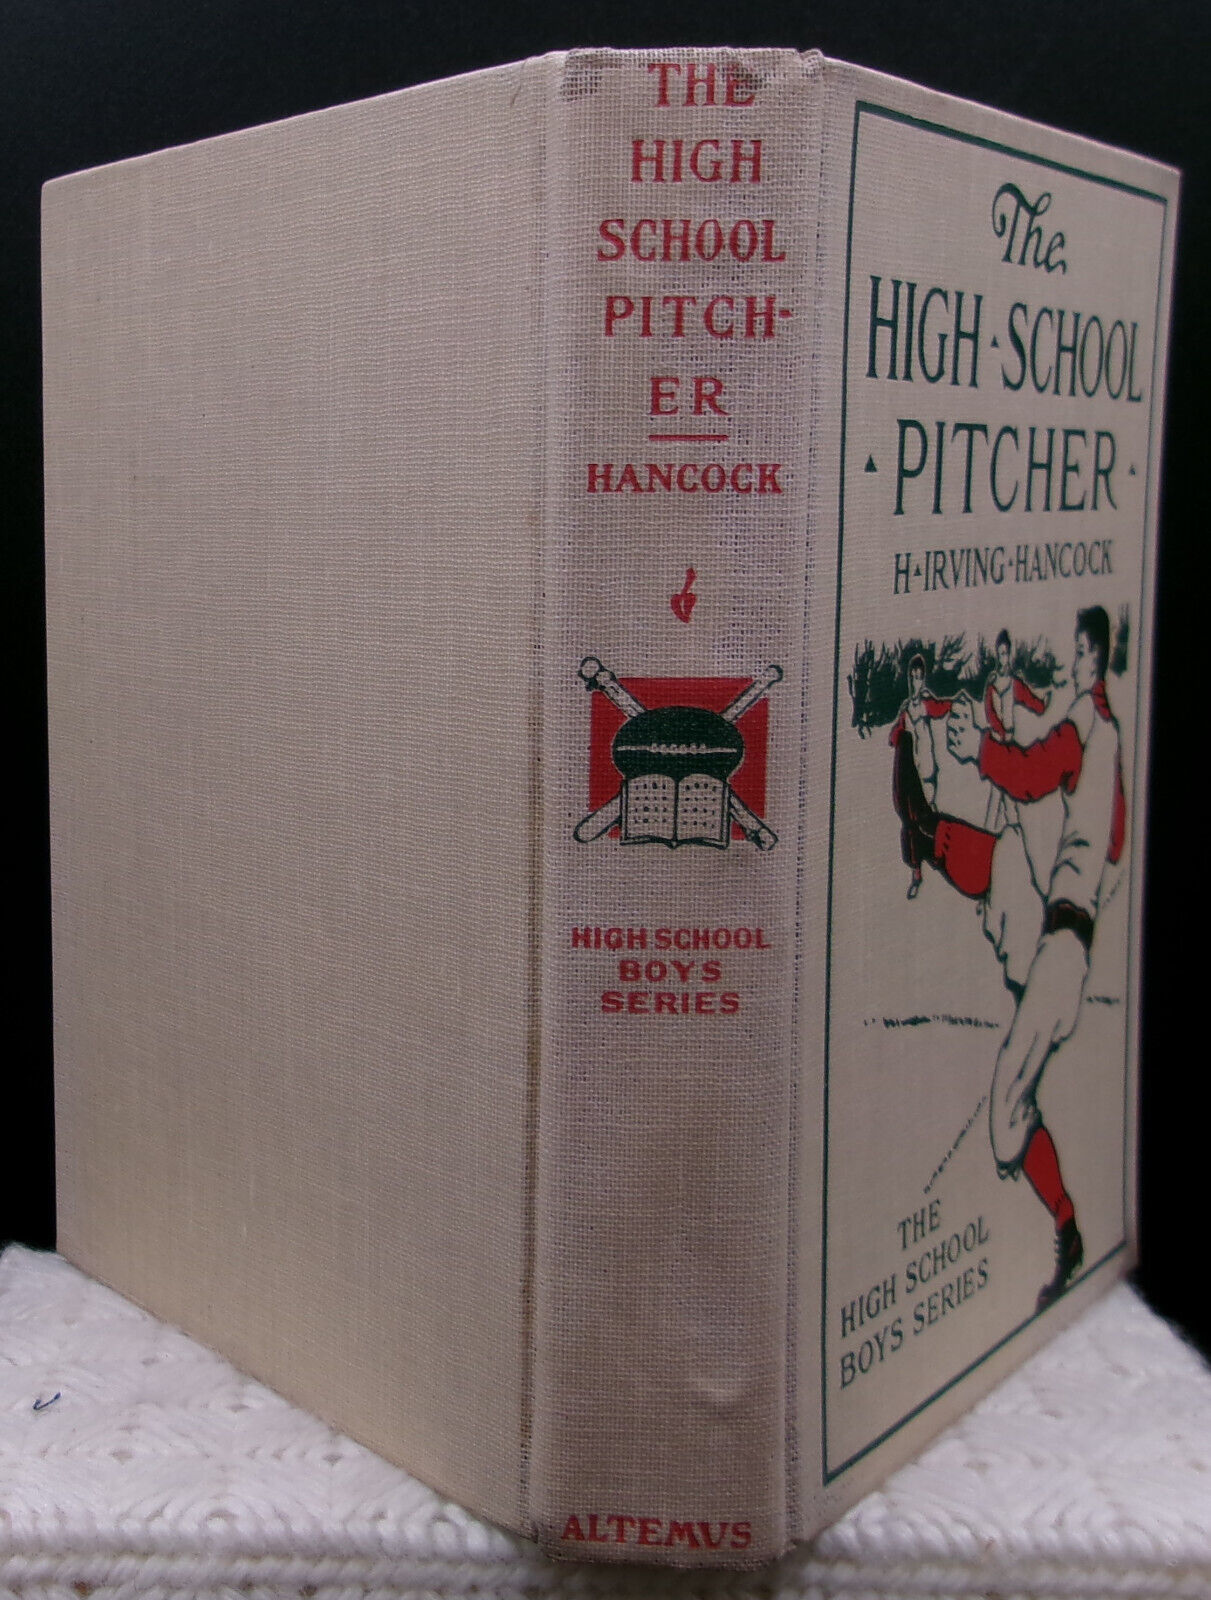 THE
HIGH
SCHOOL
PITCH-
ER
HANCOCK
HIGH SCHOOL
BOYS
SERIES
ALTEMUS
The
HIGH SCHOOL
PITCHER
H IRVING HANCOCK
THE
HIGH SCHOOL
BOYS SERIES